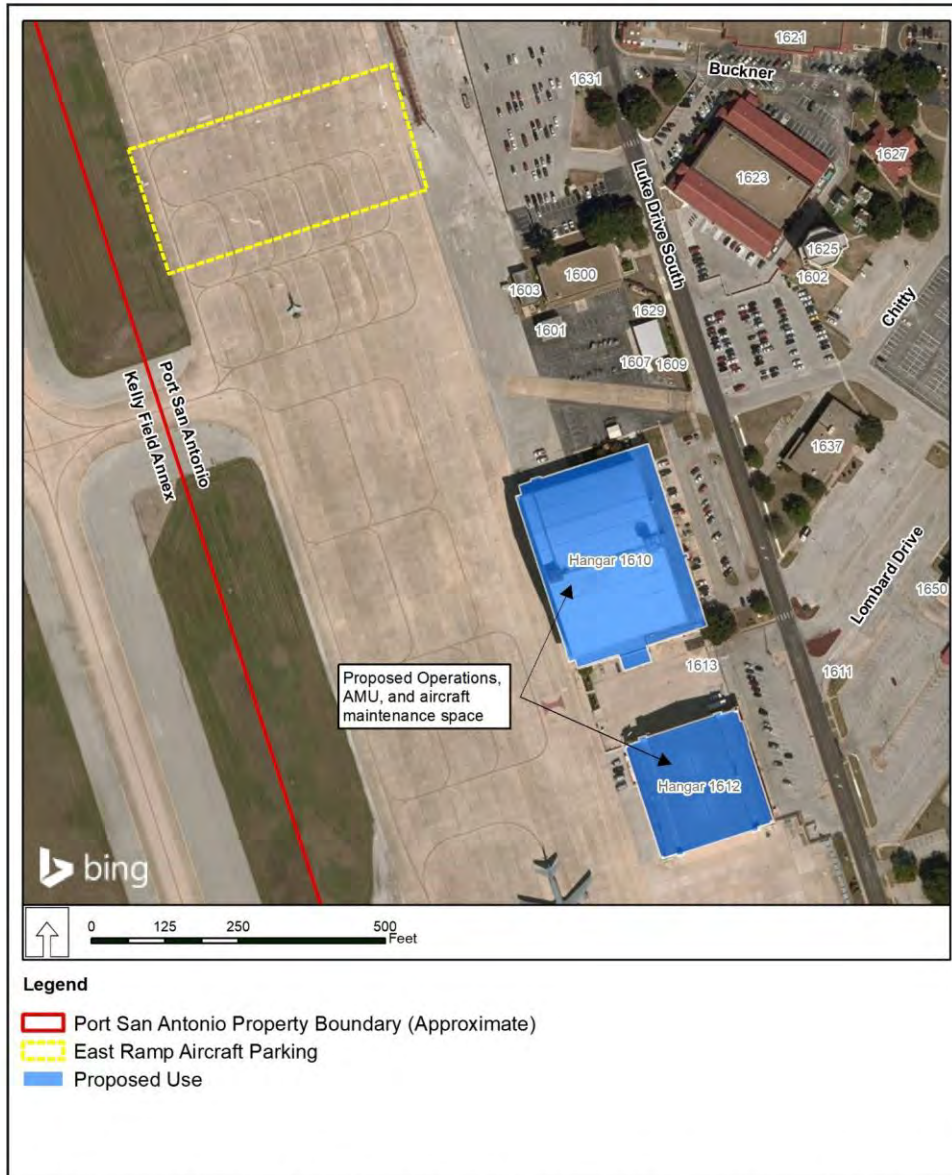 1621
Buckner
1631
1627
1623
Luke Drive South
1625
1602
1600
1603
Chitty
1629
1601
1607
1609
Port San Antonio
Kelly Field Annex
1637
Hangar 1610
Lombard Drive
1650
1613
1611
Proposed Operations,
AMU, and aircraft
maintenance space
Hangar 1612
bing
0 125 250 500
Feet
Legend
Port San Antonio Property Boundary (Approximate)
East Ramp Aircraft Parking
Proposed Use